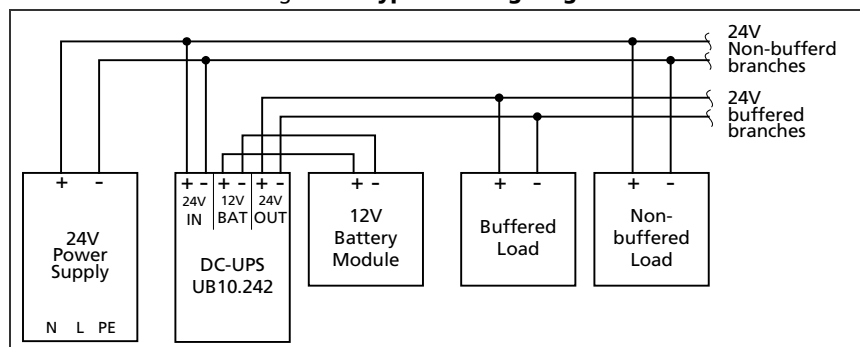 24V
Non-bufferd
branches
24V
buffered
branches
+ -
24V
Power
Supply
N L PE
+ - + - + -
24V 12V 24V
IN BAT OUT
DC-UPS
UB10.242
+ -
12V
Battery
Module
+ -
Buffered
Load
+ -
Non-
buffered
Load